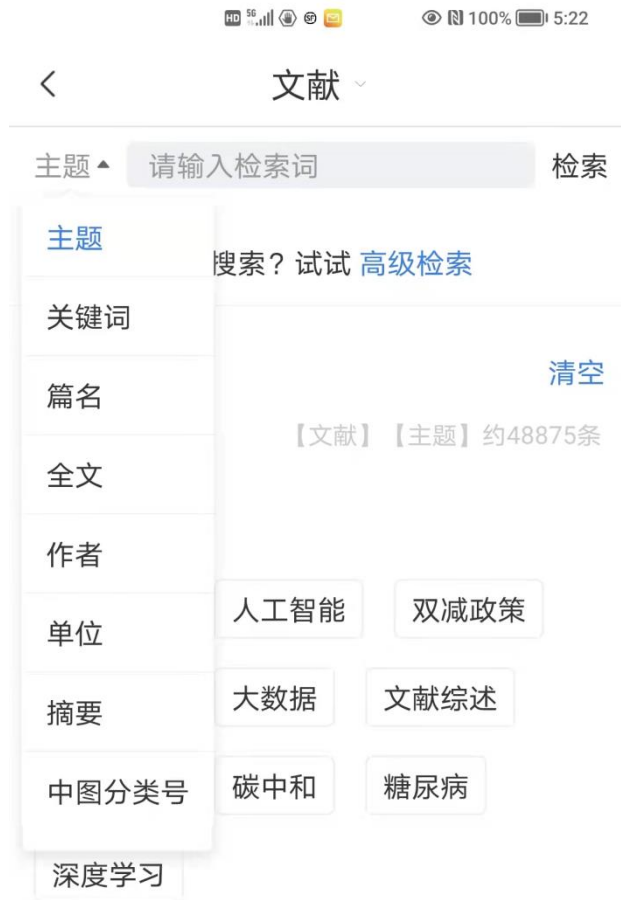 HD 5G 100% 5:22
文献
主题 请输入检索词 检索
主题
搜索?试试 高级检索
关键词
清空
篇名
【文献】【主题】约48875条
全文
作者
人工智能 双减政策
单位
大数据 文献综述
摘要
碳中和 糖尿病
中图分类号
深度学习